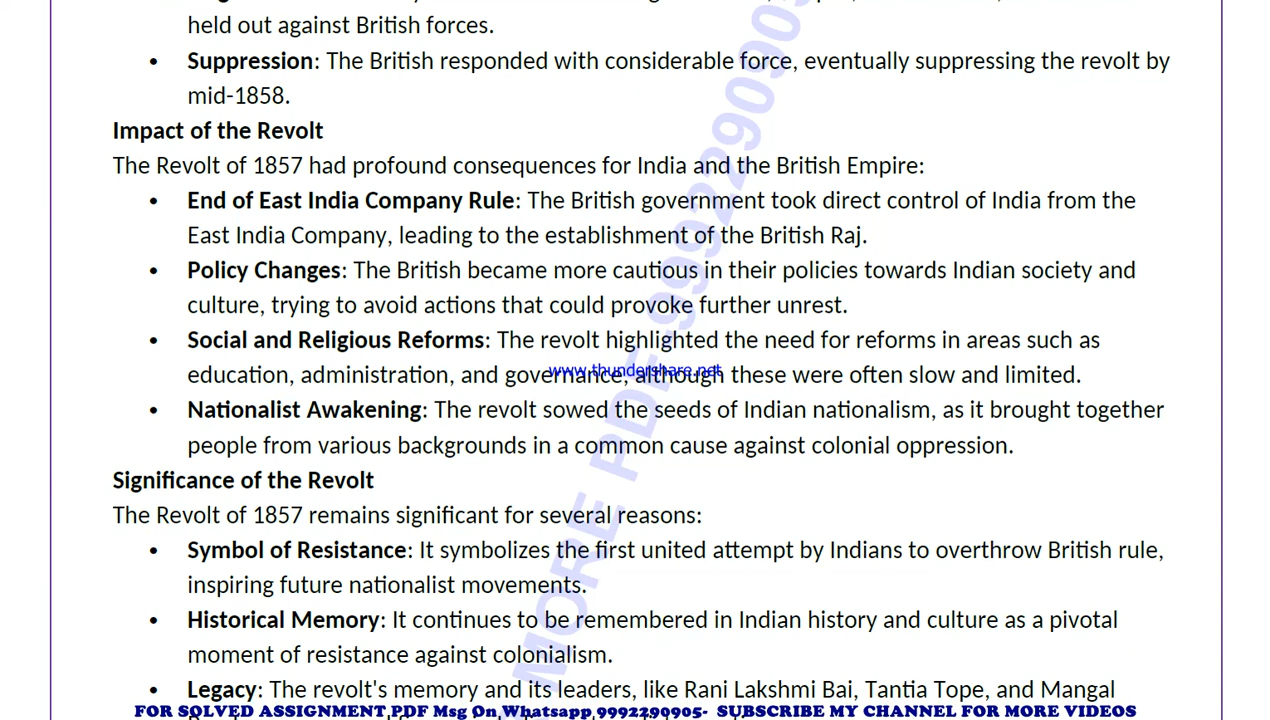 held out against British forces.
• Suppression: The British responded with considerable force, eventually suppressing the revolt by
mid-1858.
Impact of the Revolt
The Revolt of 1857 had profound consequences for India and the British Empire:
• End of East India Company Rule: The British government took direct control of India from the
East India Company, leading to the establishment of the British Raj.
• Policy Changes: The British became more cautious in their policies towards Indian society and
culture, trying to avoid actions that could provoke further unrest.
• Social and Religious Reforms: The revolt highlighted the need for reforms in areas such as
www.thundershare.net
education, administration, and governance, although these were often slow and limited.
• Nationalist Awakening: The revolt sowed the seeds of Indian nationalism, as it brought together
people from various backgrounds in a common cause against colonial oppression.
Significance of the Revolt
The Revolt of 1857 remains significant for several reasons:
• Symbol of Resistance: It symbolizes the first united attempt by Indians to overthrow British rule,
inspiring future nationalist movements.
• Historical Memory: It continues to be remembered in Indian history and culture as a pivotal
moment of resistance against colonialism.
• Legacy: The revolt's memory and its leaders, like Rani Lakshmi Bai, Tantia Tope, and Mangal
FOR SOLVED ASSIGNMENT PDF Msg On Whatsapp 9992290905- SUBSCRIBE MY CHANNEL FOR MORE VIDEOS
MORE PDF-999229090